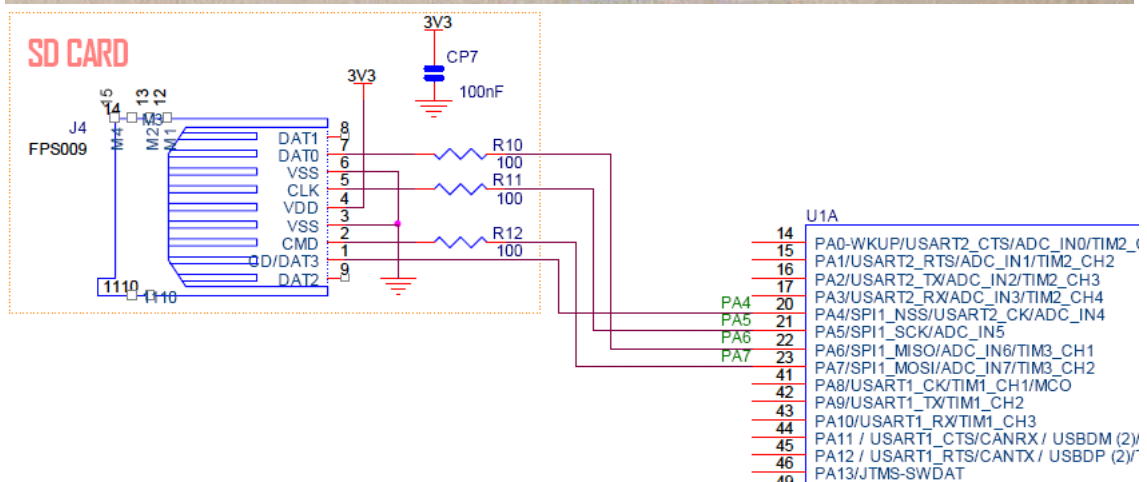 SD CARD
3V3
CP7
100nF
3V3
15
14
13
12
M4
M3
M2
M1
J4
FPS009
DAT1 8
DAT0 7
VSS 6
CLK 5
VDD 4
VSS 3
CMD 2
CD/DAT3 1
DAT2 9
1110
1110
R10
100
R11
100
R12
100
U1A
14 PA0-WKUP/USART2_CTS/ADC_IN0/TIM2_C
15 PA1/USART2_RTS/ADC_IN1/TIM2_CH2
16 PA2/USART2_TX/ADC_IN2/TIM2_CH3
17 PA3/USART2_RX/ADC_IN3/TIM2_CH4
PA4 20 PA4/SPI1_NSS/USART2_CK/ADC_IN4
PA5 21 PA5/SPI1_SCK/ADC_IN5
PA6 22 PA6/SPI1_MISO/ADC_IN6/TIM3_CH1
PA7 23 PA7/SPI1_MOSI/ADC_IN7/TIM3_CH2
41 PA8/USART1_CK/TIM1_CH1/MCO
42 PA9/USART1_TX/TIM1_CH2
43 PA10/USART1_RX/TIM1_CH3
44 PA11 / USART1_CTS/CANRX / USBDM (2)/
45 PA12 / USART1_RTS/CANTX / USBDP (2)/T
46 PA13/JTMS-SWDAT
49